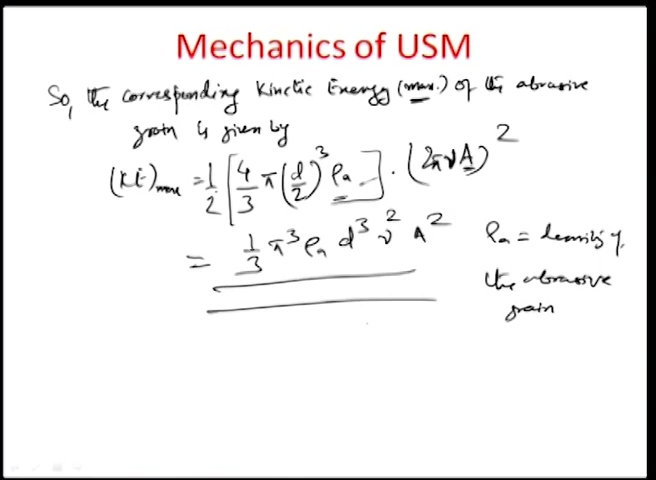 Mechanics of USM
So, the corresponding Kinetic Energy (max.) of the abrasive
grain is given by
(KE)max = 1/2 [4/3 π (d/2)^3 ρa] . (2πνA)^2
= 1/3 π^3 ρa d^3 ν^2 A^2
ρa = density of
the abrasive
grain